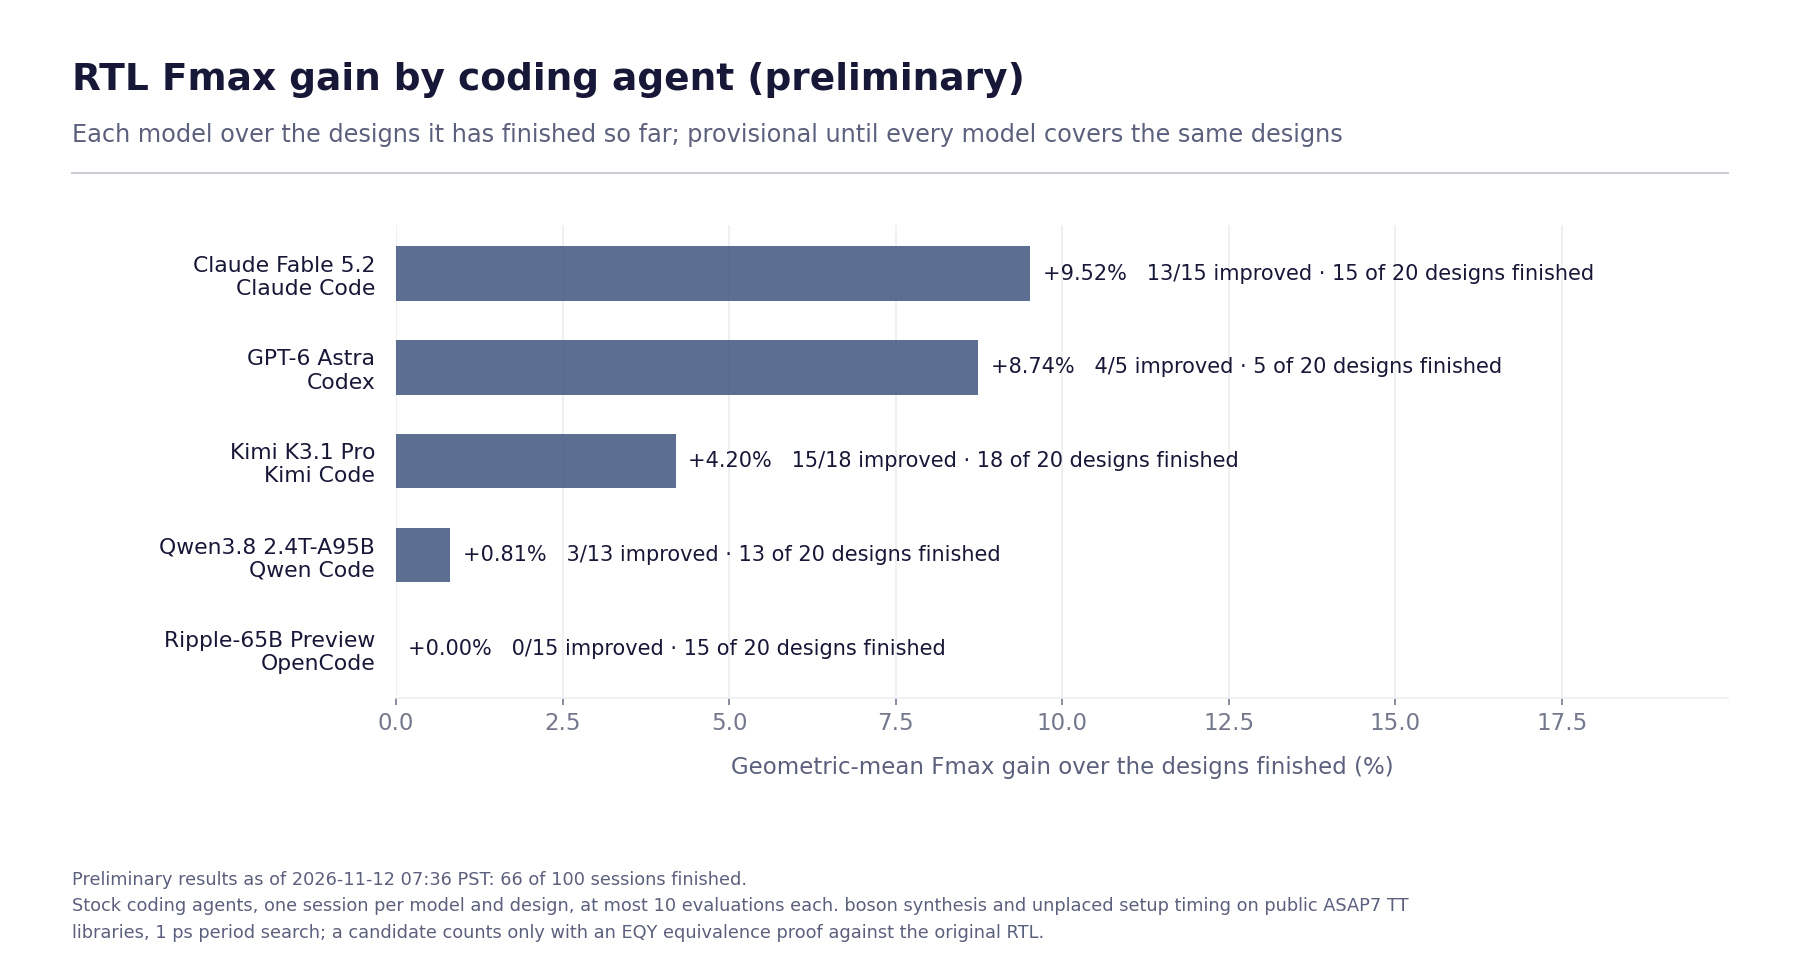 RTL Fmax gain by coding agent (preliminary)
Each model over the designs it has finished so far; provisional until every model covers the same designs
Claude Fable 5.2
Claude Code
+9.52% 13/15 improved · 15 of 20 designs finished
GPT-6 Astra
Codex
+8.74% 4/5 improved · 5 of 20 designs finished
Kimi K3.1 Pro
Kimi Code
+4.20% 15/18 improved · 18 of 20 designs finished
Qwen3.8 2.4T-A95B
Qwen Code
+0.81% 3/13 improved · 13 of 20 designs finished
Ripple-65B Preview
OpenCode
+0.00% 0/15 improved · 15 of 20 designs finished
0.0 2.5 5.0 7.5 10.0 12.5 15.0 17.5
Geometric-mean Fmax gain over the designs finished (%)
Preliminary results as of 2026-11-12 07:36 PST: 66 of 100 sessions finished.
Stock coding agents, one session per model and design, at most 10 evaluations each. boson synthesis and unplaced setup timing on public ASAP7 TT
libraries, 1 ps period search; a candidate counts only with an EQY equivalence proof against the original RTL.